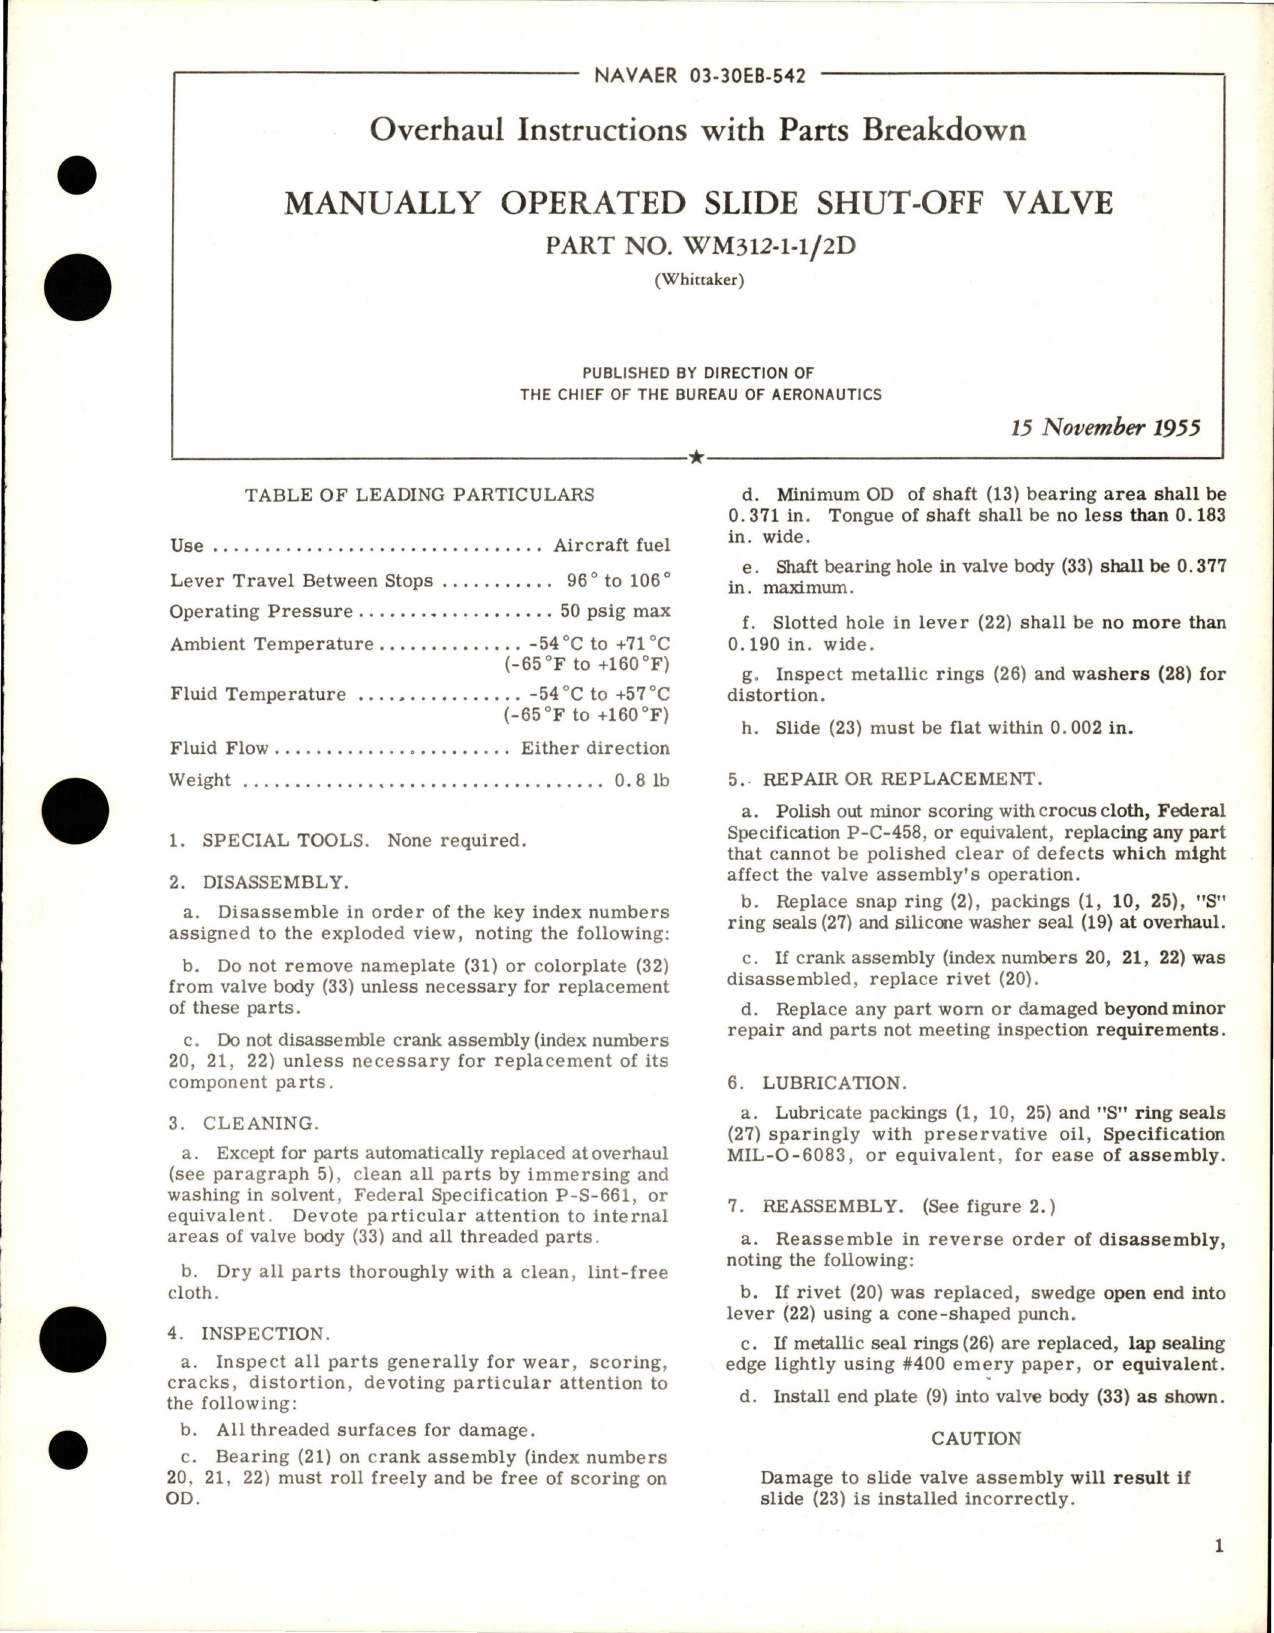 NAVAER 03-30EB-542
Overhaul Instructions with Parts Breakdown
MANUALLY OPERATED SLIDE SHUT-OFF VALVE
PART NO. WM312-1-1/2D
(Whittaker)
PUBLISHED BY DIRECTION OF
THE CHIEF OF THE BUREAU OF AERONAUTICS
15 November 1955
TABLE OF LEADING PARTICULARS
Use ................................ Aircraft fuel
Lever Travel Between Stops ........... 96° to 106°
Operating Pressure ................... 50 psig max
Ambient Temperature .............. -54°C to +71°C
(-65°F to +160°F)
Fluid Temperature ................ -54°C to +57°C
(-65°F to +160°F)
Fluid Flow ....................... Either direction
Weight ................................... 0.8 lb
1. SPECIAL TOOLS. None required.
2. DISASSEMBLY.
a. Disassemble in order of the key index numbers
assigned to the exploded view, noting the following:
b. Do not remove nameplate (31) or colorplate (32)
from valve body (33) unless necessary for replacement
of these parts.
c. Do not disassemble crank assembly (index numbers
20, 21, 22) unless necessary for replacement of its
component parts.
3. CLEANING.
a. Except for parts automatically replaced at overhaul
(see paragraph 5), clean all parts by immersing and
washing in solvent, Federal Specification P-S-661, or
equivalent. Devote particular attention to internal
areas of valve body (33) and all threaded parts.
b. Dry all parts thoroughly with a clean, lint-free
cloth.
4. INSPECTION.
a. Inspect all parts generally for wear, scoring,
cracks, distortion, devoting particular attention to
the following:
b. All threaded surfaces for damage.
c. Bearing (21) on crank assembly (index numbers
20, 21, 22) must roll freely and be free of scoring on
OD.
d. Minimum OD of shaft (13) bearing area shall be
0.371 in. Tongue of shaft shall be no less than 0.183
in. wide.
e. Shaft bearing hole in valve body (33) shall be 0.377
in. maximum.
f. Slotted hole in lever (22) shall be no more than
0.190 in. wide.
g. Inspect metallic rings (26) and washers (28) for
distortion.
h. Slide (23) must be flat within 0.002 in.
5. REPAIR OR REPLACEMENT.
a. Polish out minor scoring with crocus cloth, Federal
Specification P-C-458, or equivalent, replacing any part
that cannot be polished clear of defects which might
affect the valve assembly's operation.
b. Replace snap ring (2), packings (1, 10, 25), "S"
ring seals (27) and silicone washer seal (19) at overhaul.
c. If crank assembly (index numbers 20, 21, 22) was
disassembled, replace rivet (20).
d. Replace any part worn or damaged beyond minor
repair and parts not meeting inspection requirements.
6. LUBRICATION.
a. Lubricate packings (1, 10, 25) and "S" ring seals
(27) sparingly with preservative oil, Specification
MIL-O-6083, or equivalent, for ease of assembly.
7. REASSEMBLY. (See figure 2.)
a. Reassemble in reverse order of disassembly,
noting the following:
b. If rivet (20) was replaced, swedge open end into
lever (22) using a cone-shaped punch.
c. If metallic seal rings (26) are replaced, lap sealing
edge lightly using #400 emery paper, or equivalent.
d. Install end plate (9) into valve body (33) as shown.
CAUTION
Damage to slide valve assembly will result if
slide (23) is installed incorrectly.
1